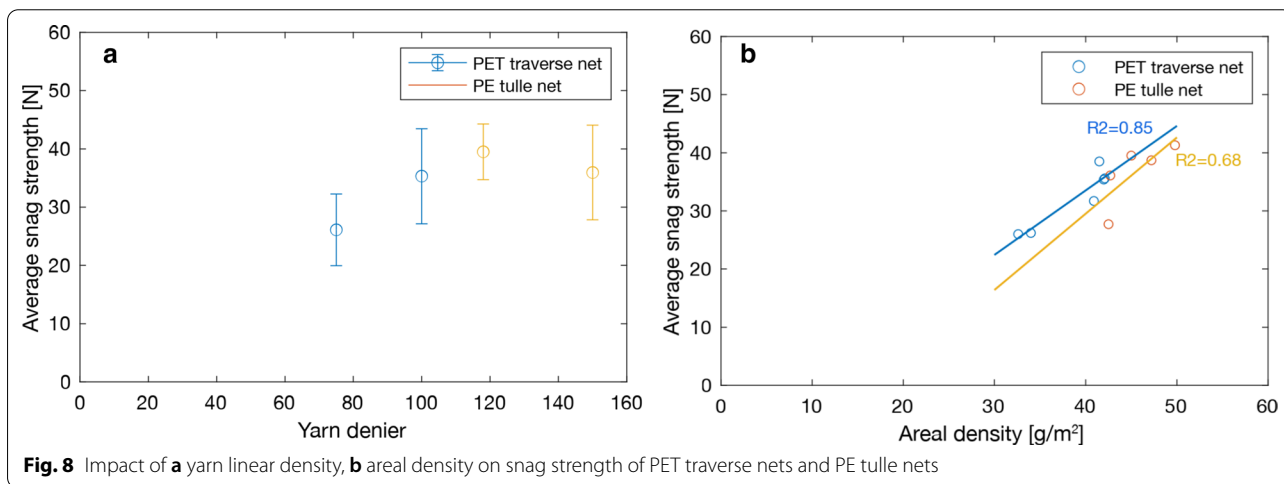 a
PET traverse net
PE tulle net
60
50
40
30
20
10
0
Average snag strength [N]
0 20 40 60 80 100 120 140 160
Yarn denier
b
PET traverse net
PE tulle net
R2=0.85
R2=0.68
60
50
40
30
20
10
0
Average snag strength [N]
0 10 20 30 40 50 60
Areal density [g/m²]
Fig. 8 Impact of a yarn linear density, b areal density on snag strength of PET traverse nets and PE tulle nets